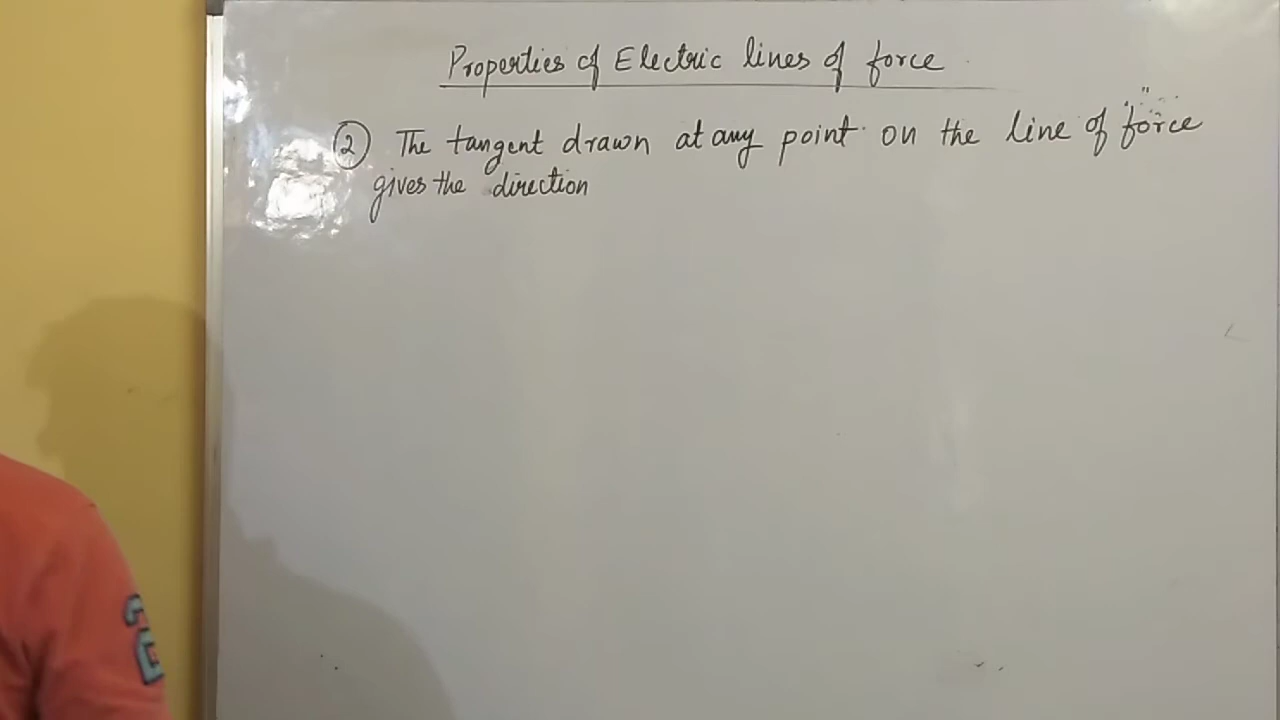 Properties of Electric lines of force
② The tangent drawn at any point on the line of force
gives the direction
2